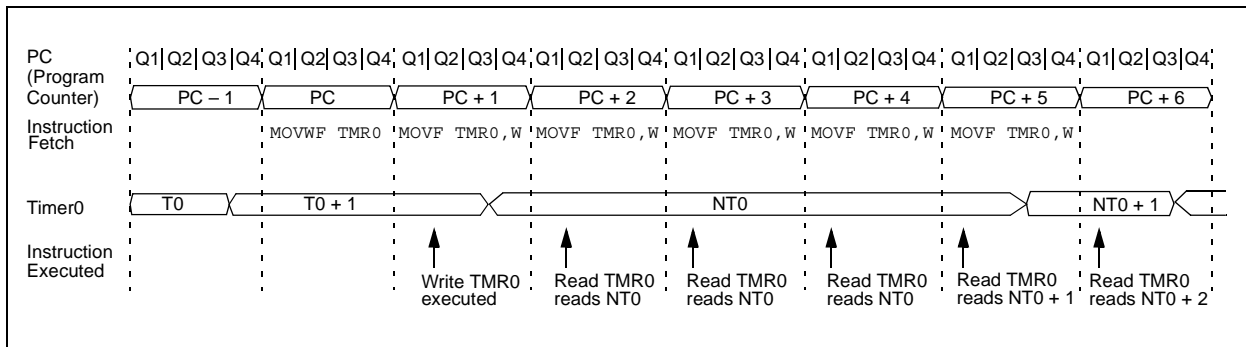 PC
(Program
Counter)
Q1 Q2 Q3 Q4 Q1 Q2 Q3 Q4 Q1 Q2 Q3 Q4 Q1 Q2 Q3 Q4 Q1 Q2 Q3 Q4 Q1 Q2 Q3 Q4 Q1 Q2 Q3 Q4 Q1 Q2 Q3 Q4
PC – 1 PC PC + 1 PC + 2 PC + 3 PC + 4 PC + 5 PC + 6
Instruction
Fetch
MOVWF TMR0 MOVF TMR0,W MOVF TMR0,W MOVF TMR0,W MOVF TMR0,W MOVF TMR0,W
Timer0
T0 T0 + 1 NT0 NT0 + 1
Instruction
Executed
Write TMR0
executed
Read TMR0
reads NT0
Read TMR0
reads NT0
Read TMR0
reads NT0
Read TMR0
reads NT0 + 1
Read TMR0
reads NT0 + 2